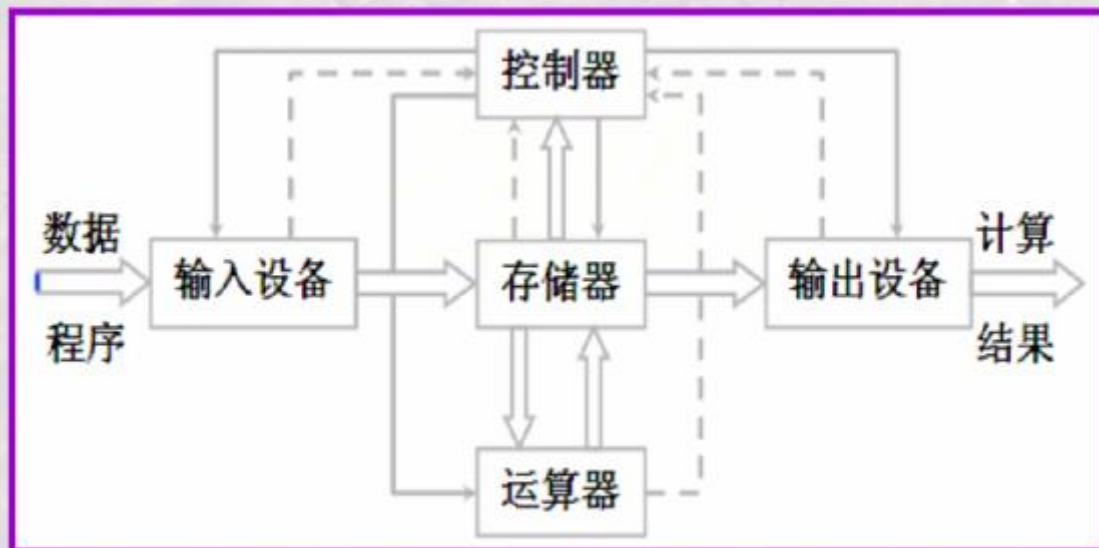 控制器
数据
输入设备
存储器
输出设备
计算
程序
结果
运算器